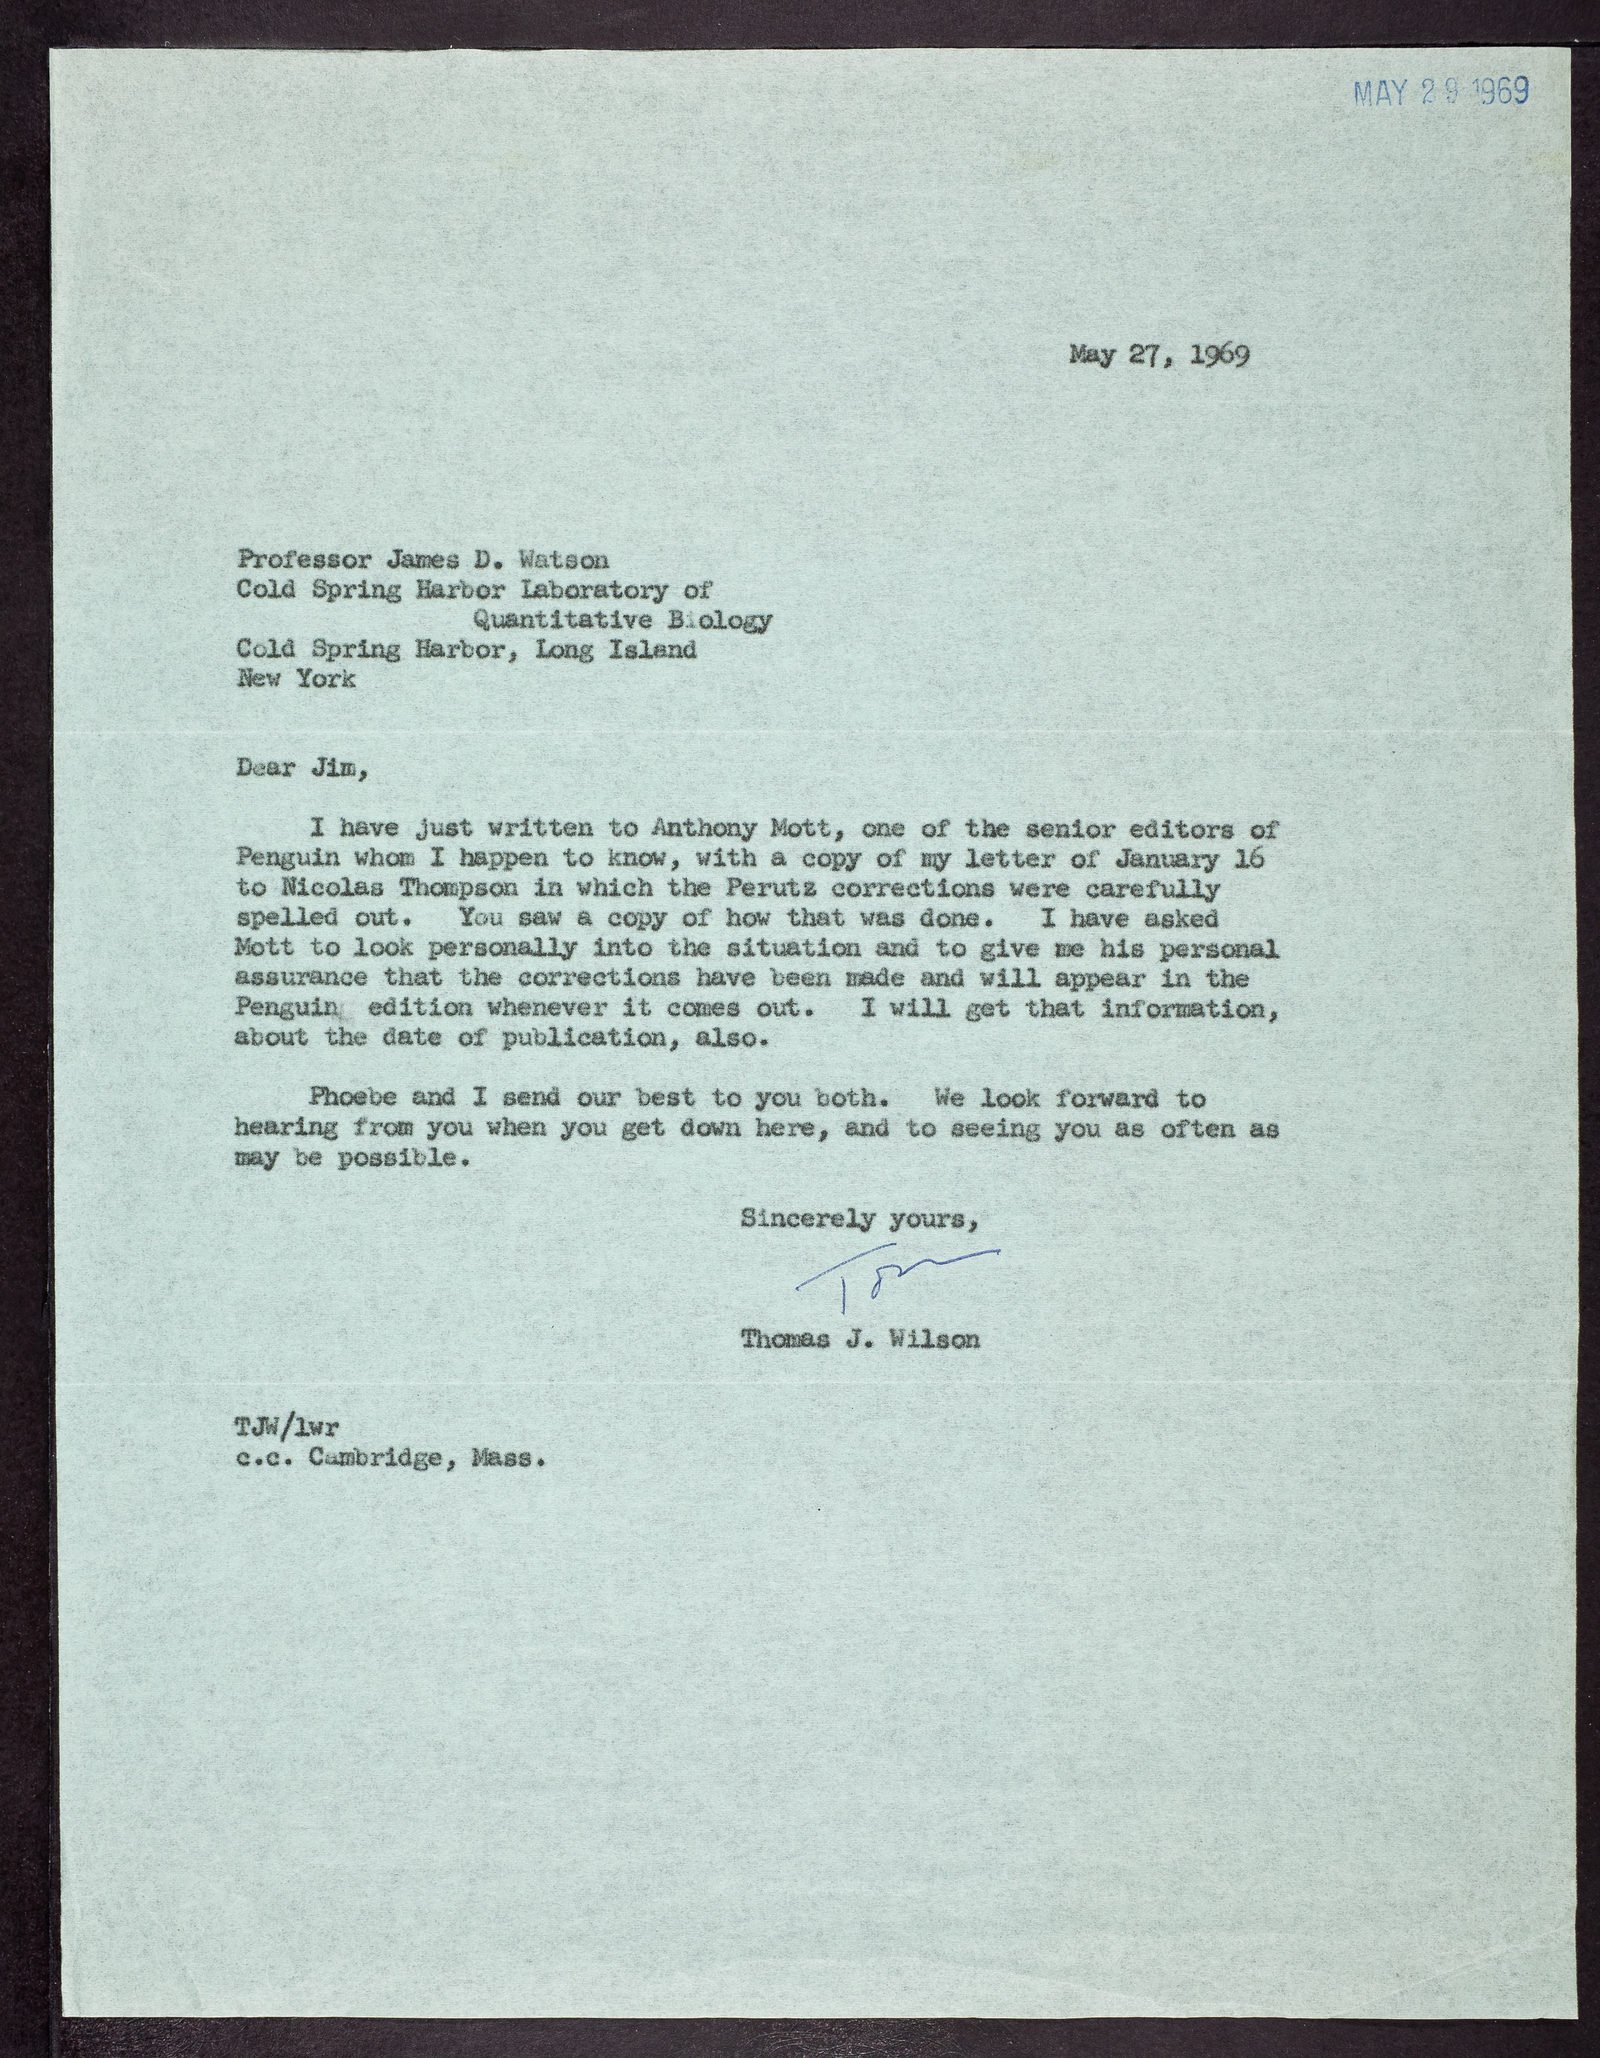 MAY 29 1969
May 27, 1969
Professor James D. Watson
Cold Spring Harbor Laboratory of
Quantitative Biology
Cold Spring Harbor, Long Island
New York
Dear Jim,
I have just written to Anthony Mott, one of the senior editors of
Penguin whom I happen to know, with a copy of my letter of January 16
to Nicolas Thompson in which the Perutz corrections were carefully
spelled out. You saw a copy of how that was done. I have asked
Mott to look personally into the situation and to give me his personal
assurance that the corrections have been made and will appear in the
Penguin edition whenever it comes out. I will get that information,
about the date of publication, also.
Phoebe and I send our best to you both. We look forward to
hearing from you when you get down here, and to seeing you as often as
may be possible.
Sincerely yours,
Tom
Thomas J. Wilson
TJW/lwr
c.c. Cambridge, Mass.